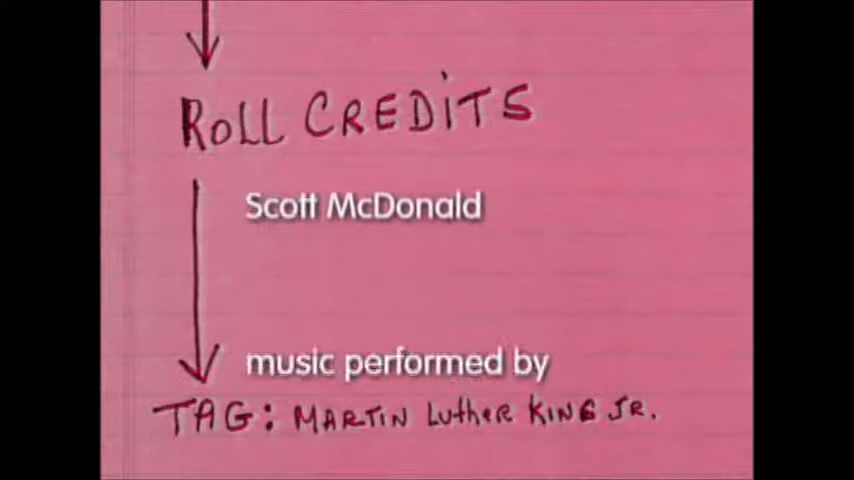 ROLL CREDITS
Scott McDonald
music performed by
TAG: MARTIN LuTher KING JR.